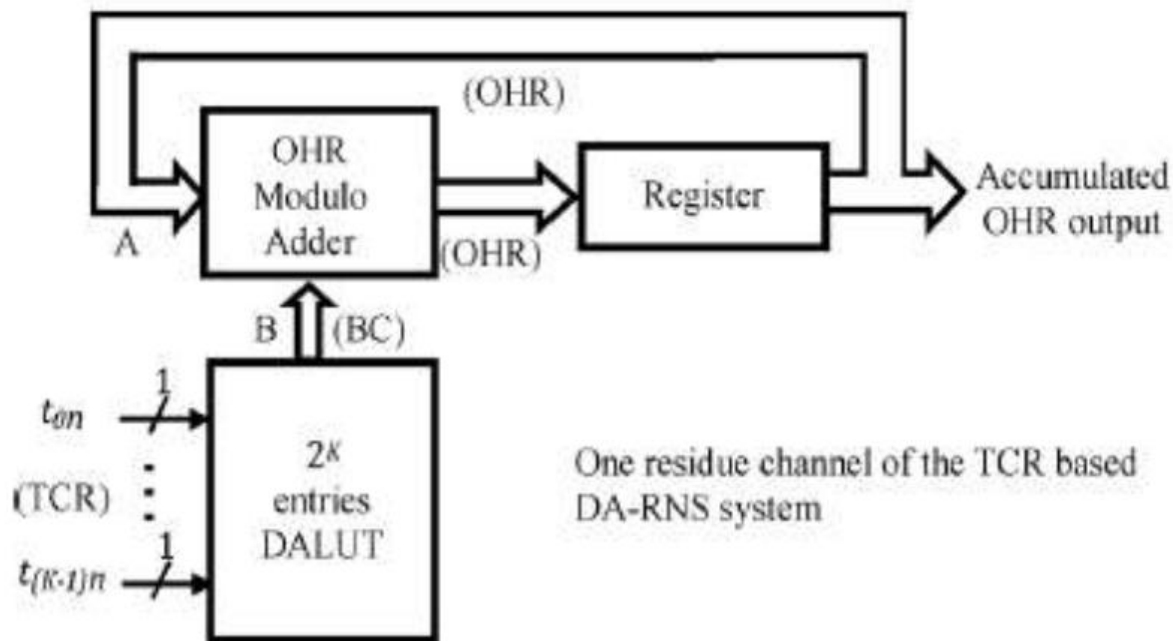 (OHR)
OHR
Modulo
Adder
Register
Accumulated
OHR output
A
(OHR)
B (BC)
1
t0n
(TCR)
1
t(K-1)n
2^K
entries
DALUT
One residue channel of the TCR based
DA-RNS system